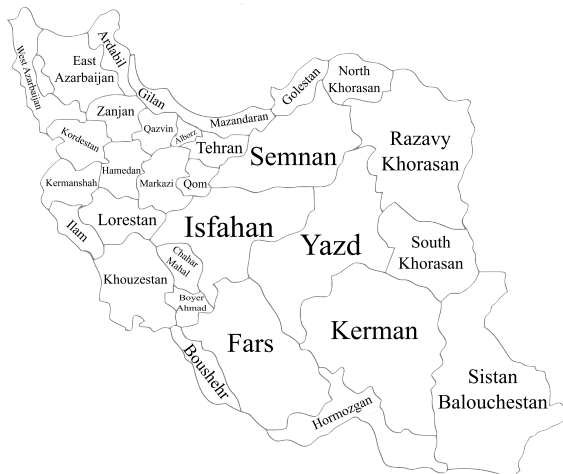 West Azarbaijan
East
Azarbaijan
Ardabil
Gilan
Mazandaran
Golestan
North
Khorasan
Zanjan
Qazvin
Alborz
Tehran
Semnan
Razavy
Khorasan
Kordestan
Hamedan
Kermanshah
Markazi
Qom
Ilam
Lorestan
Isfahan
Yazd
South
Khorasan
Khouzestan
Chahar
Mahal
Boyer
Ahmad
Fars
Kerman
Boushehr
Hormozgan
Sistan
Balouchestan